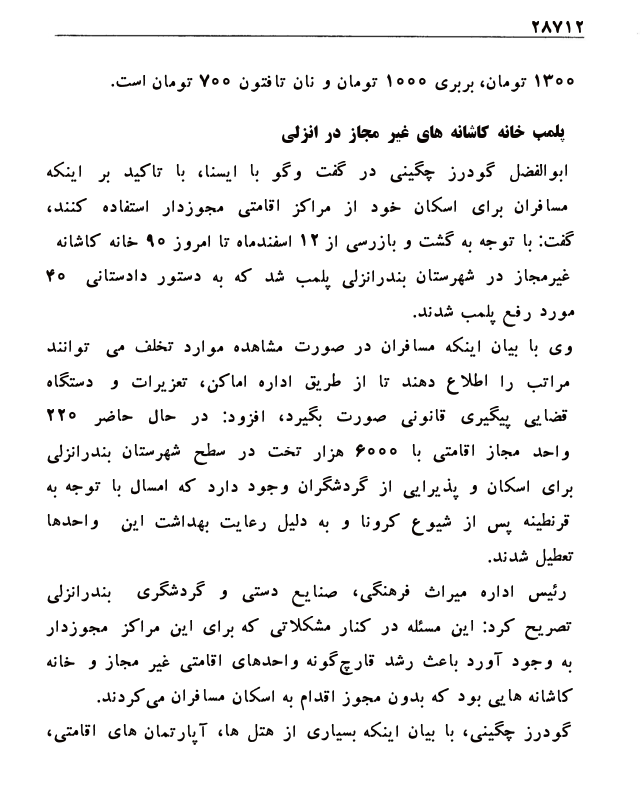 ۲۸۷۱۲
۱۳۰۰ تومان، بربری ۱۰۰۰ تومان و نان تافتون ۷۰۰ تومان است.
پلمب خانه کاشانه های غیر مجاز در انزلی
ابوالفضل گودرز چگینی در گفت وگو با ایسنا، با تاکید بر اینکه
مسافران برای اسکان خود از مراکز اقامتی مجوزدار استفاده کنند،
گفت: با توجه به گشت و بازرسی از ۱۲ اسفندماه تا امروز ۹۰ خانه کاشانه
غیرمجاز در شهرستان بندرانزلی پلمب شد که به دستور دادستانی ۴۰
مورد رفع پلمب شدند.
وی با بیان اینکه مسافران در صورت مشاهده موارد تخلف می توانند
مراتب را اطلاع دهند تا از طریق اداره اماکن، تعزیرات و دستگاه
قضایی پیگیری قانونی صورت بگیرد، افزود: در حال حاضر ۲۲۰
واحد مجاز اقامتی با ۶۰۰۰ هزار تخت در سطح شهرستان بندرانزلی
برای اسکان و پذیرایی از گردشگران وجود دارد که امسال با توجه به
قرنطینه پس از شیوع کرونا و به دلیل رعایت بهداشت این واحدها
تعطیل شدند.
رئیس اداره میراث فرهنگی، صنایع دستی و گردشگری بندرانزلی
تصریح کرد: این مسئله در کنار مشکلاتی که برای این مراکز مجوزدار
به وجود آورد باعث رشد قارچ‌گونه واحدهای اقامتی غیر مجاز و خانه
کاشانه هایی بود که بدون مجوز اقدام به اسکان مسافران می‌کردند.
گودرز چگینی، با بیان اینکه بسیاری از هتل ها، آپارتمان های اقامتی،